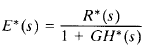 E*(s) = R*(s) / 1 + GH*(s)